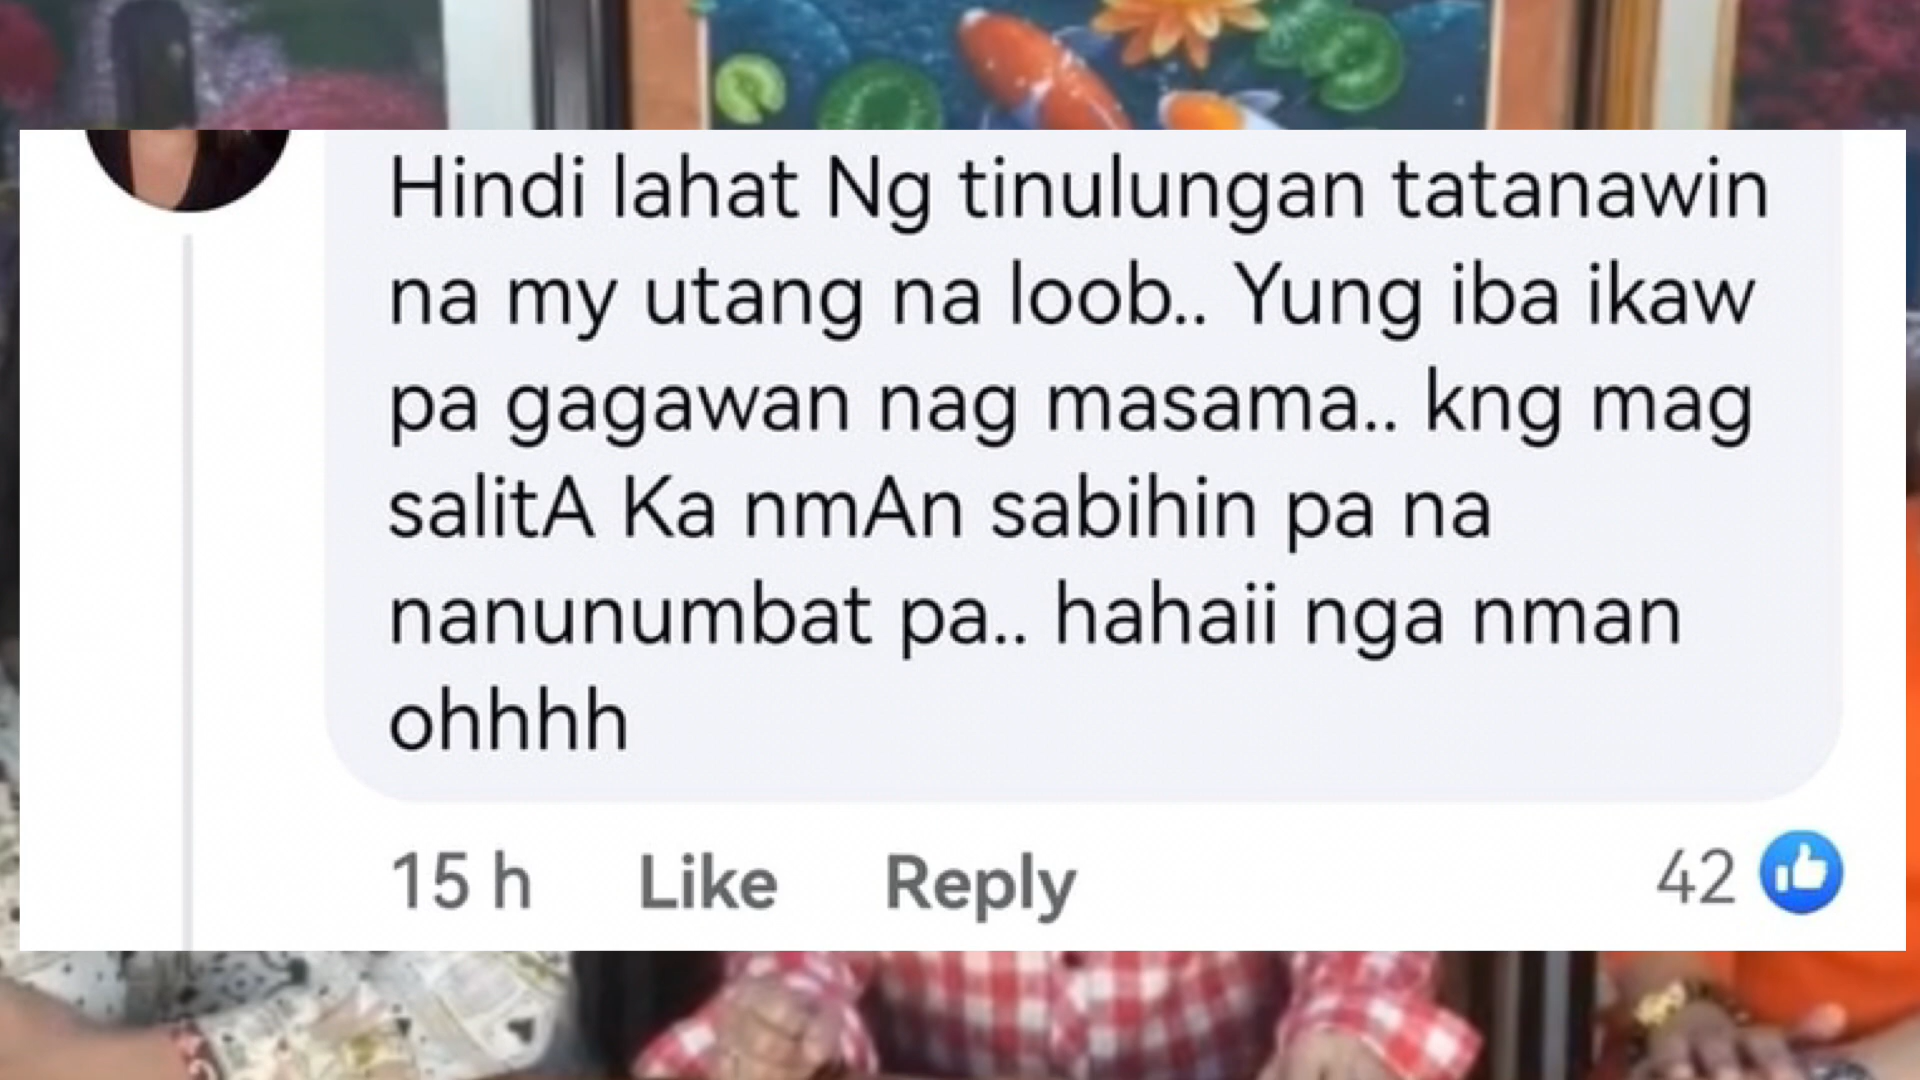 Hindi lahat Ng tinulungan tatanawin
na my utang na loob.. Yung iba ikaw
pa gagawan nag masama.. kng mag
salitA Ka nmAn sabihin pa na
nanunumbat pa.. hahaii nga nman
ohhhh
15 h Like Reply 42